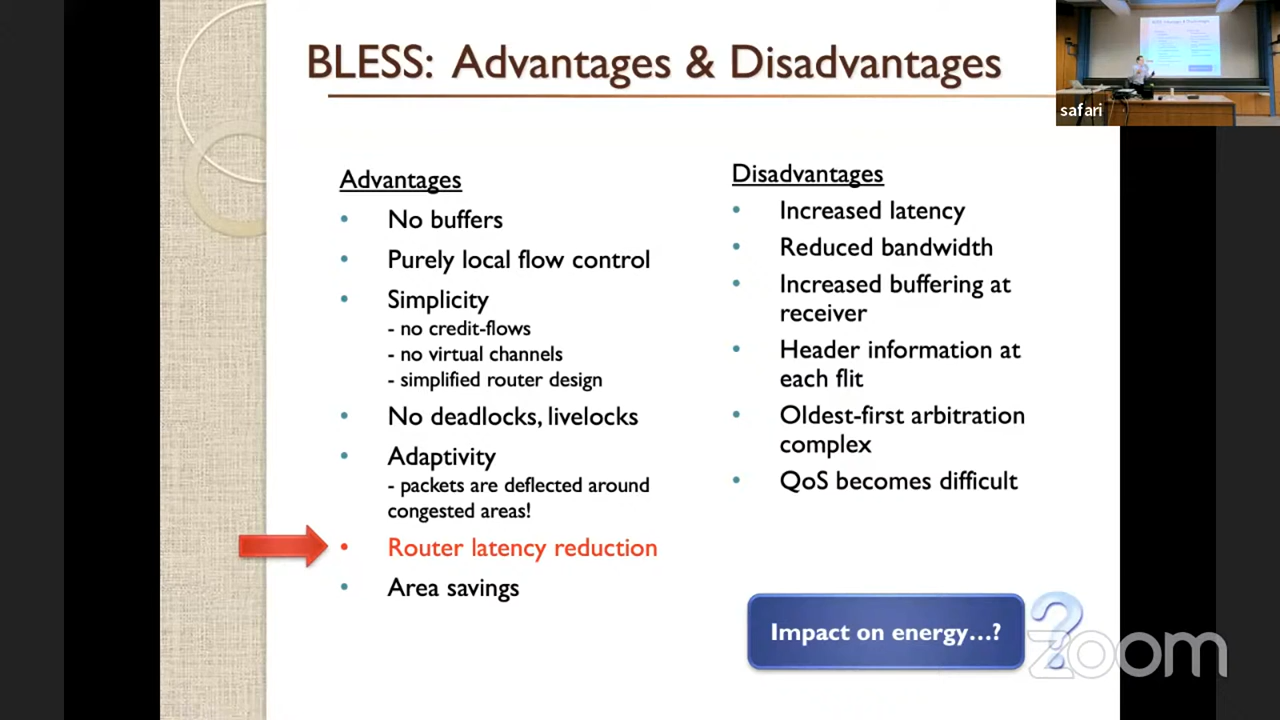 BLESS: Advantages & Disadvantages
safari
Advantages
• No buffers
• Purely local flow control
• Simplicity
- no credit-flows
- no virtual channels
- simplified router design
• No deadlocks, livelocks
• Adaptivity
- packets are deflected around
congested areas!
• Router latency reduction
• Area savings
Disadvantages
• Increased latency
• Reduced bandwidth
• Increased buffering at
receiver
• Header information at
each flit
• Oldest-first arbitration
complex
• QoS becomes difficult
Impact on energy...?
?
zoom